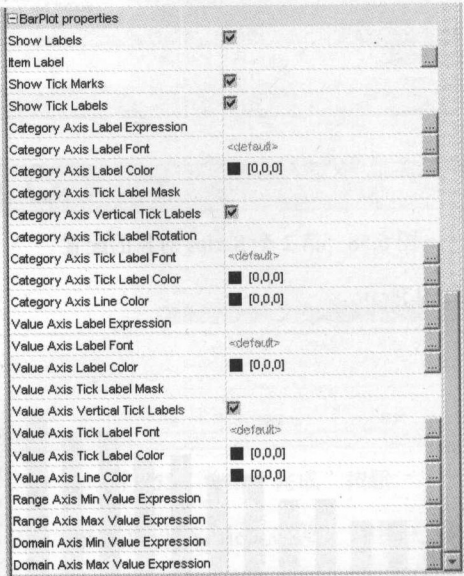 BarPlot properties
Show Labels
Item Label ...
Show Tick Marks
Show Tick Labels
Category Axis Label Expression ...
Category Axis Label Font <default> ...
Category Axis Label Color [0,0,0] ...
Category Axis Tick Label Mask
Category Axis Vertical Tick Labels
Category Axis Tick Label Rotation
Category Axis Tick Label Font <default> ...
Category Axis Tick Label Color [0,0,0] ...
Category Axis Line Color [0,0,0] ...
Value Axis Label Expression ...
Value Axis Label Font <default> ...
Value Axis Label Color [0,0,0] ...
Value Axis Tick Label Mask
Value Axis Vertical Tick Labels
Value Axis Tick Label Font <default> ...
Value Axis Tick Label Color [0,0,0] ...
Value Axis Line Color [0,0,0] ...
Range Axis Min Value Expression ...
Range Axis Max Value Expression ...
Domain Axis Min Value Expression ...
Domain Axis Max Value Expression ...